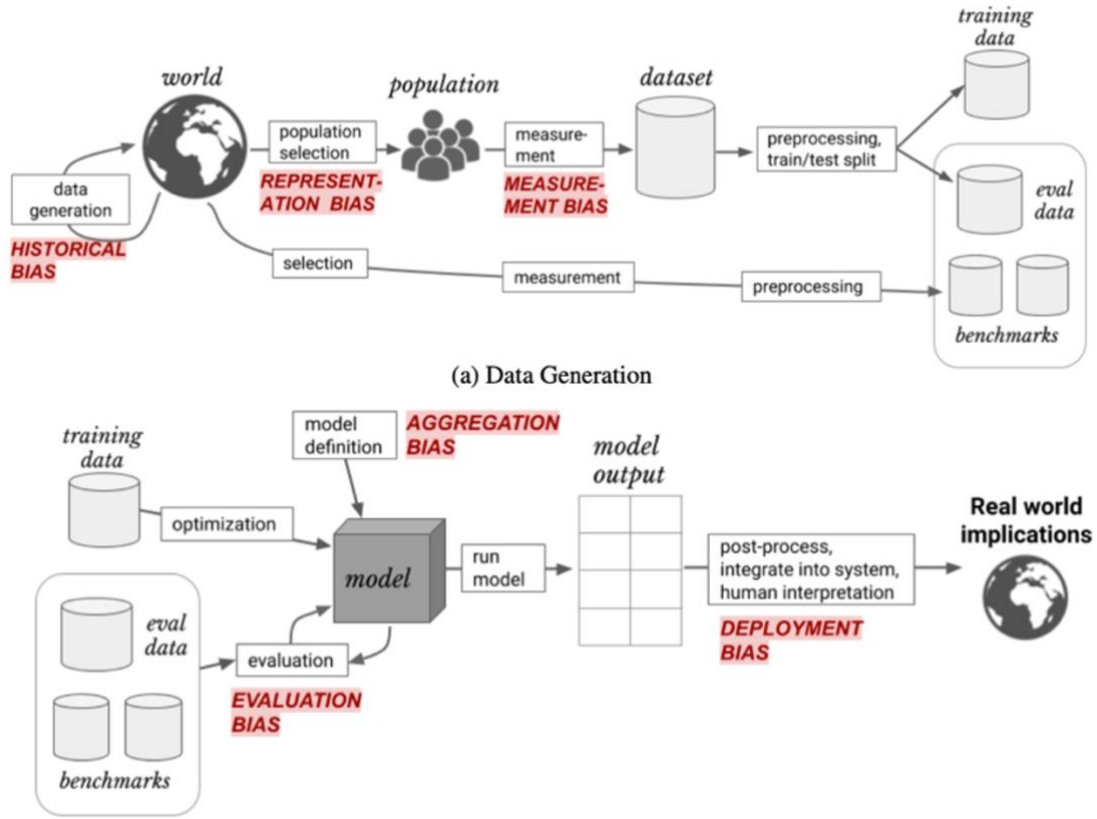 training
data
world
population
dataset
population
selection
measure-
ment
preprocessing,
train/test split
REPRESENT-
ATION BIAS
MEASURE-
MENT BIAS
data
generation
eval
data
HISTORICAL
BIAS
selection
measurement
preprocessing
benchmarks
(a) Data Generation
model
definition
AGGREGATION
BIAS
training
data
model
output
optimization
Real world
implications
model
run
model
post-process,
integrate into system,
human interpretation
eval
data
evaluation
DEPLOYMENT
BIAS
EVALUATION
BIAS
benchmarks